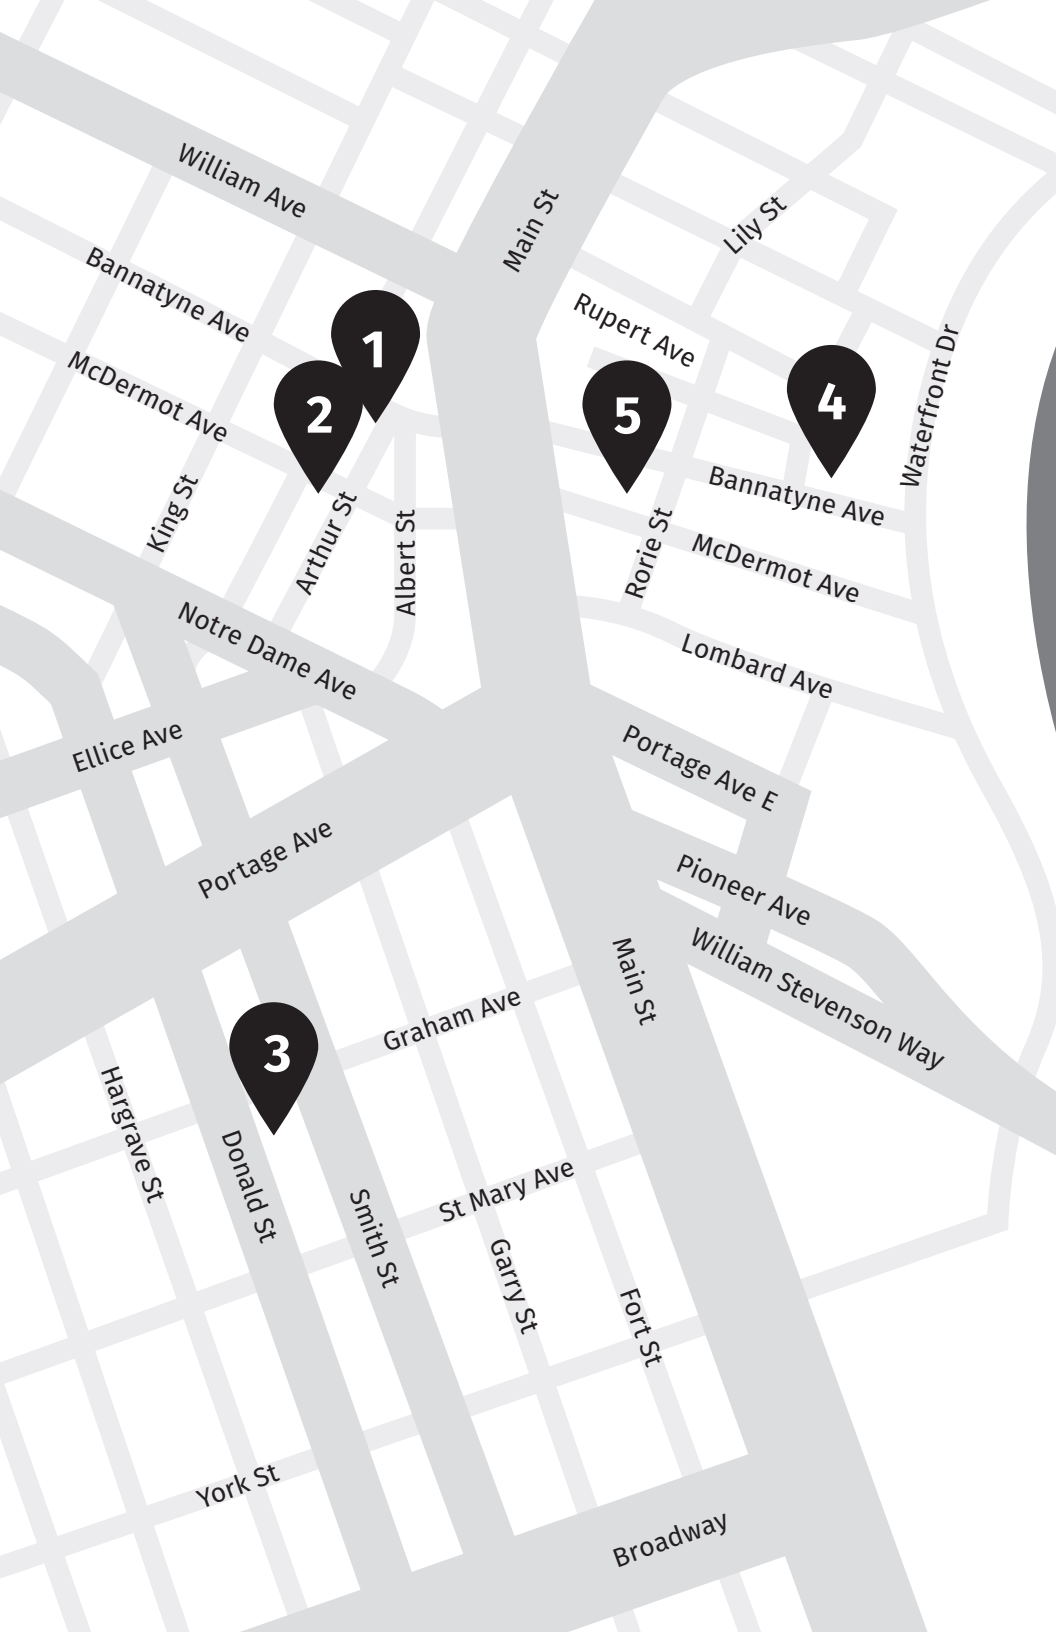 William Ave
Main St
Lily St
Bannatyne Ave
Rupert Ave
1
McDermot Ave
2
5
4
Waterfront Dr
King St
Arthur St
Albert St
Rorie St
Bannatyne Ave
McDermot Ave
Notre Dame Ave
Lombard Ave
Ellice Ave
Portage Ave E
Portage Ave
Pioneer Ave
William Stevenson Way
Main St
Graham Ave
3
Hargrave St
Donald St
St Mary Ave
Smith St
Garry St
Fort St
York St
Broadway